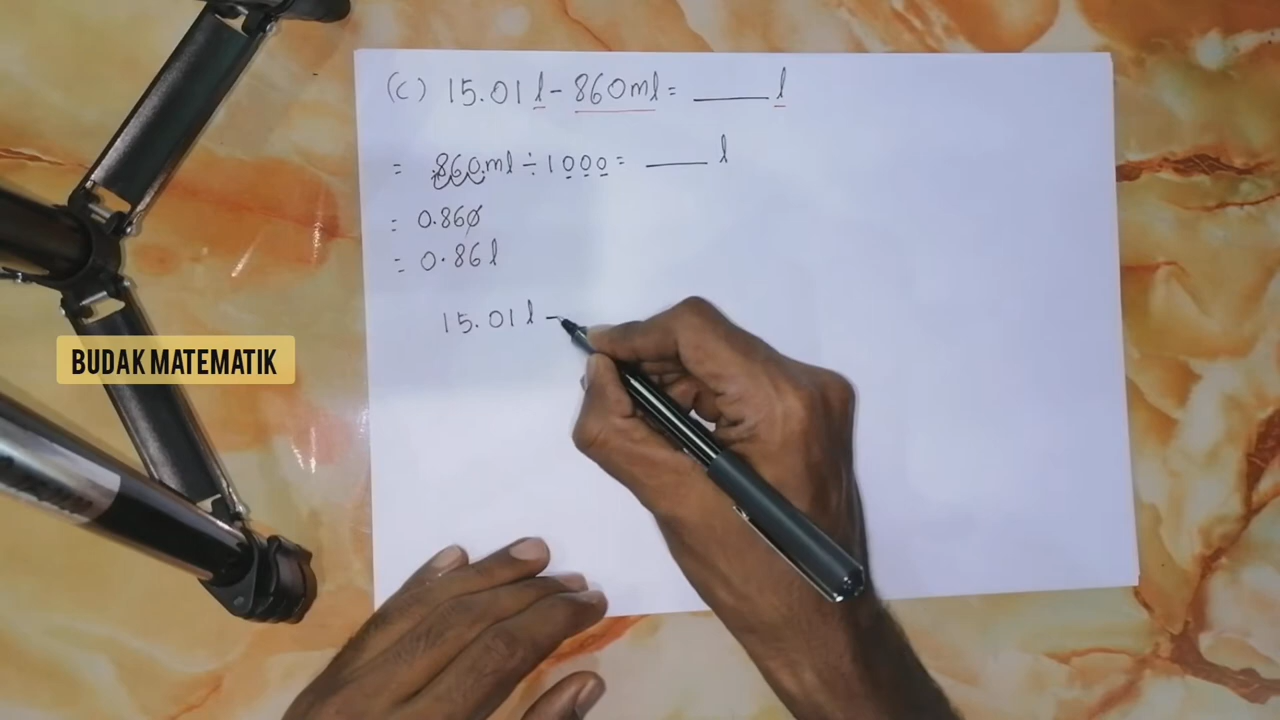 (c) 15.01 l - 860 ml = ____ l
= 860 ml ÷ 1000 = ____ l
= 0.860
= 0.86 l
15.01 l -
BUDAK MATEMATIK